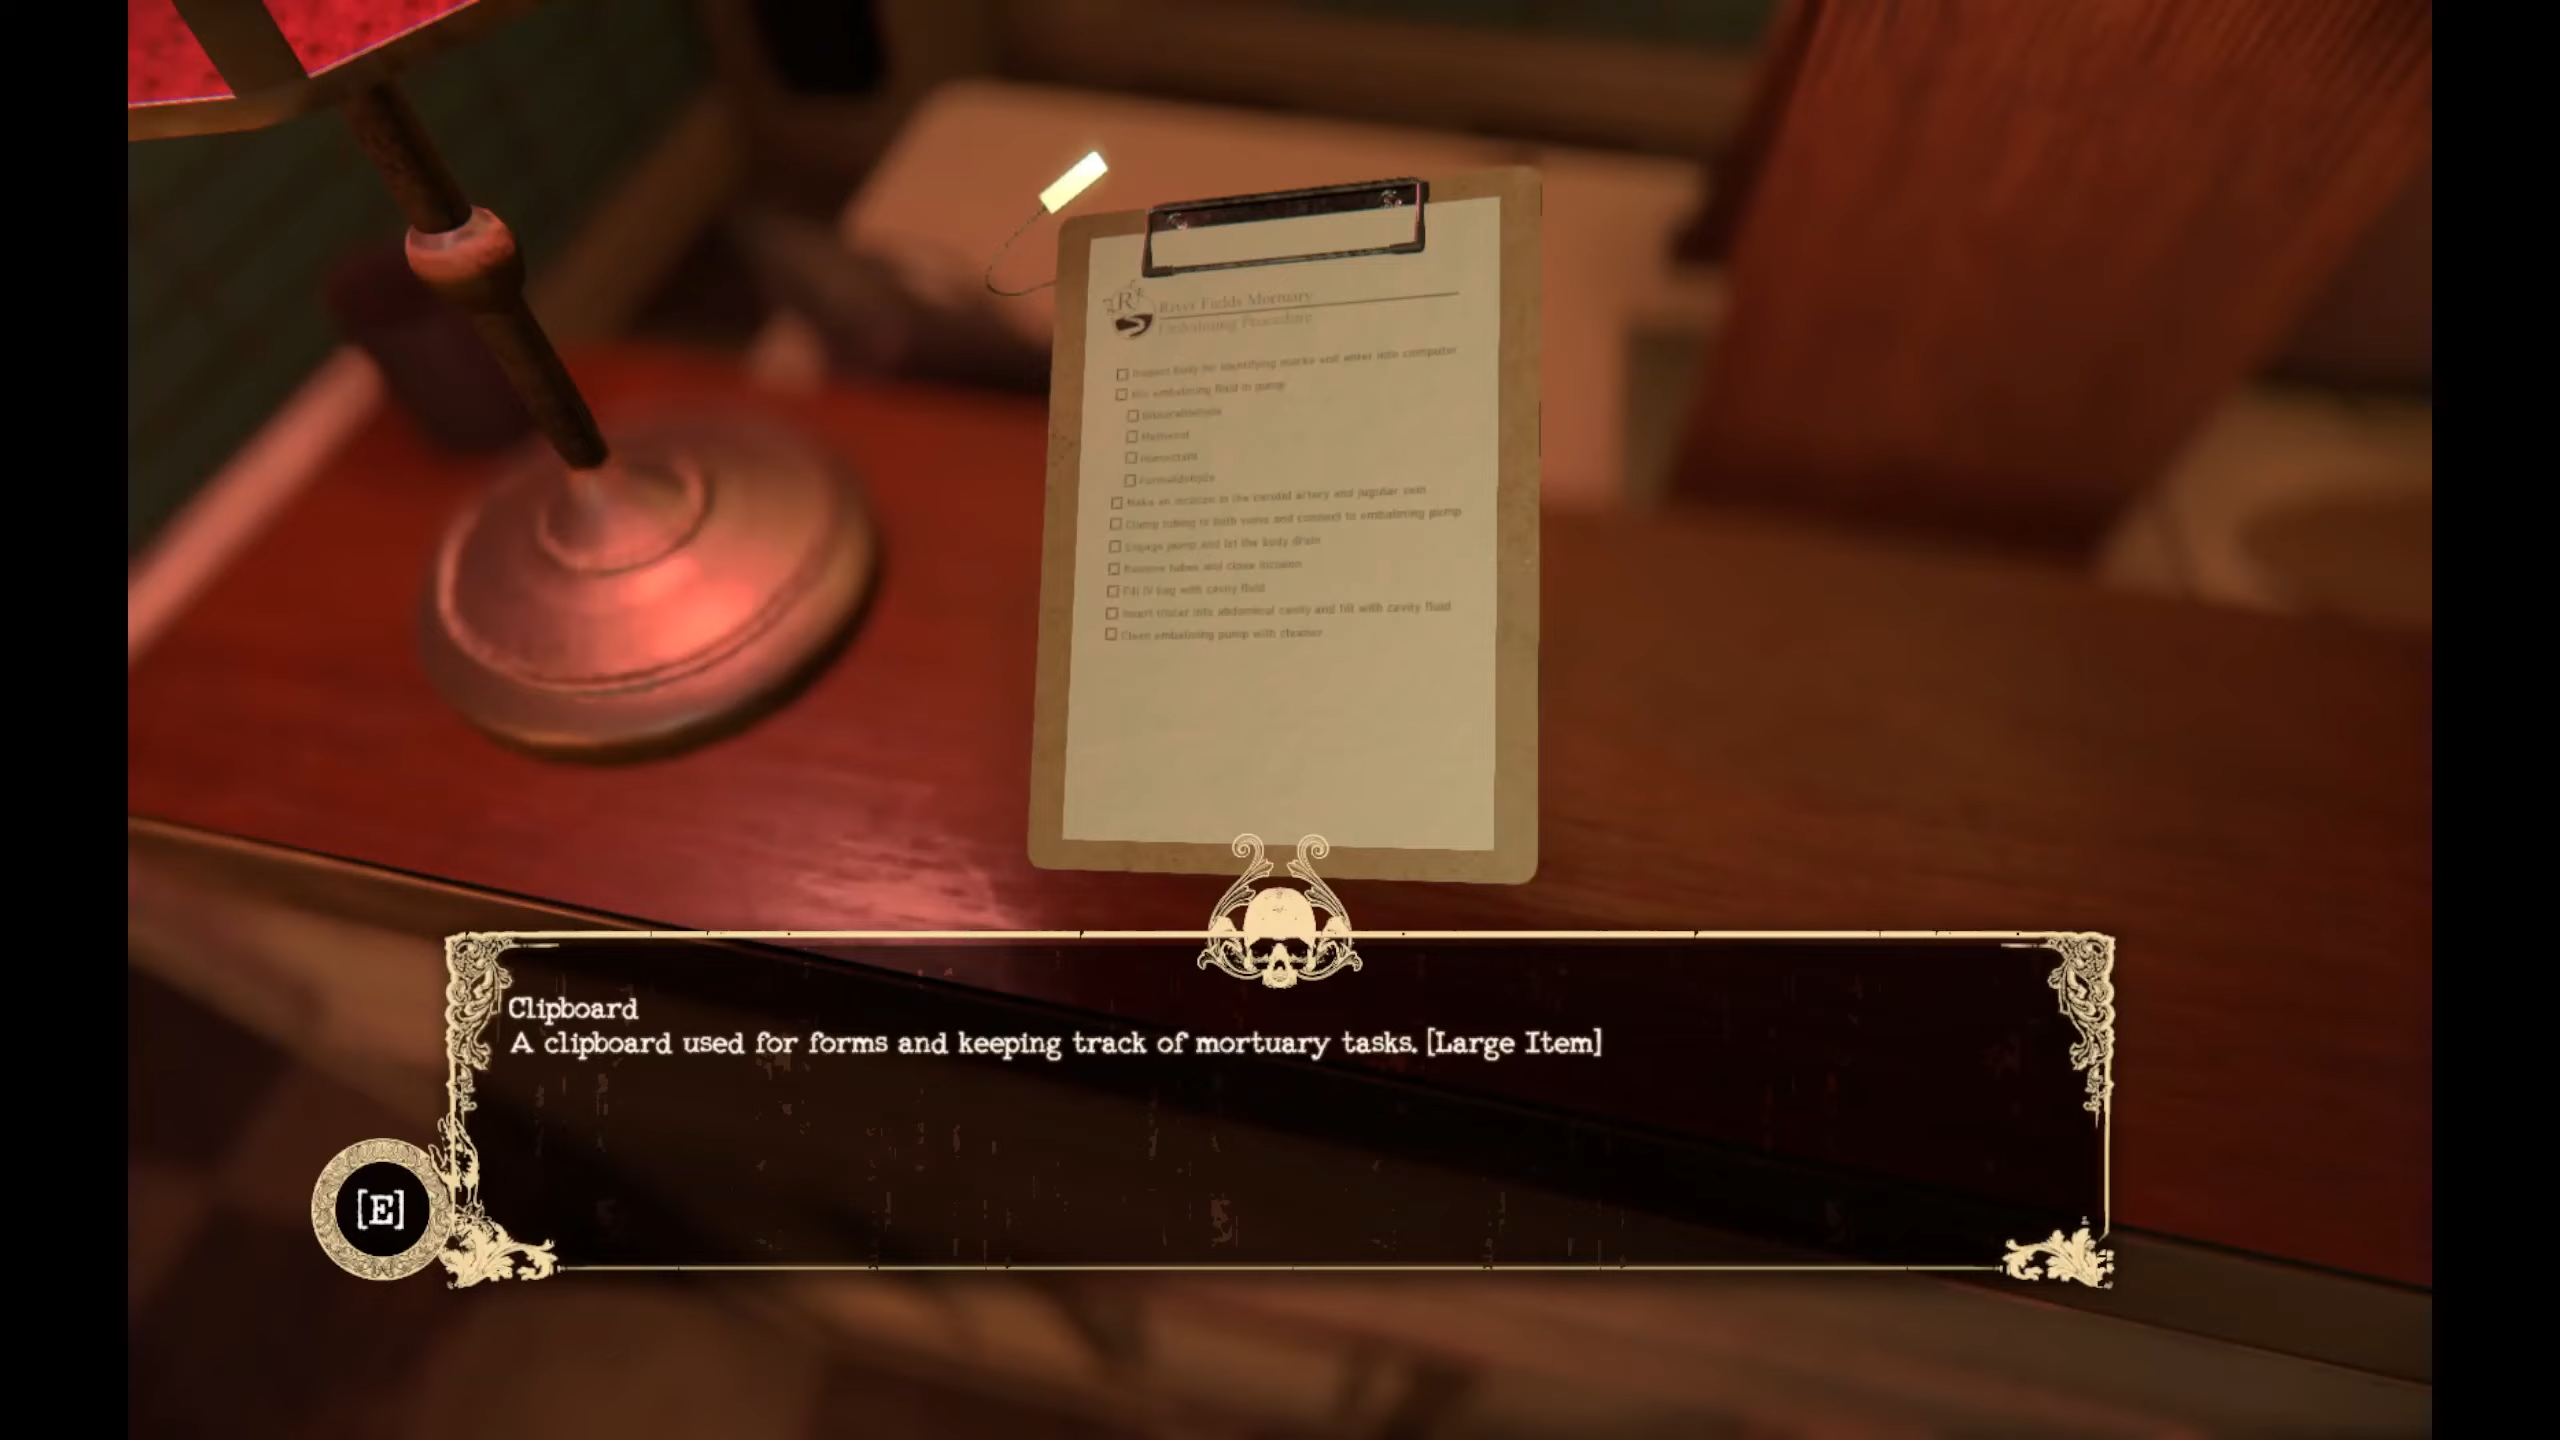 R
River Fields Mortuary
Embalming Procedure
Inspect body for identifying marks and enter into computer
Mix embalming fluid in pump
Glutaraldehyde
Methanol
Humectant
Formaldehyde
Make an incision in the carotid artery and jugular vein
Clamp tubing to both veins and connect to embalming pump
Engage pump and let the body drain
Remove tubes and close incision
Fill IV bag with cavity fluid
Insert trocar into abdominal cavity and fill with cavity fluid
Clean embalming pump with cleaner
Clipboard
A clipboard used for forms and keeping track of mortuary tasks. [Large Item]
[E]